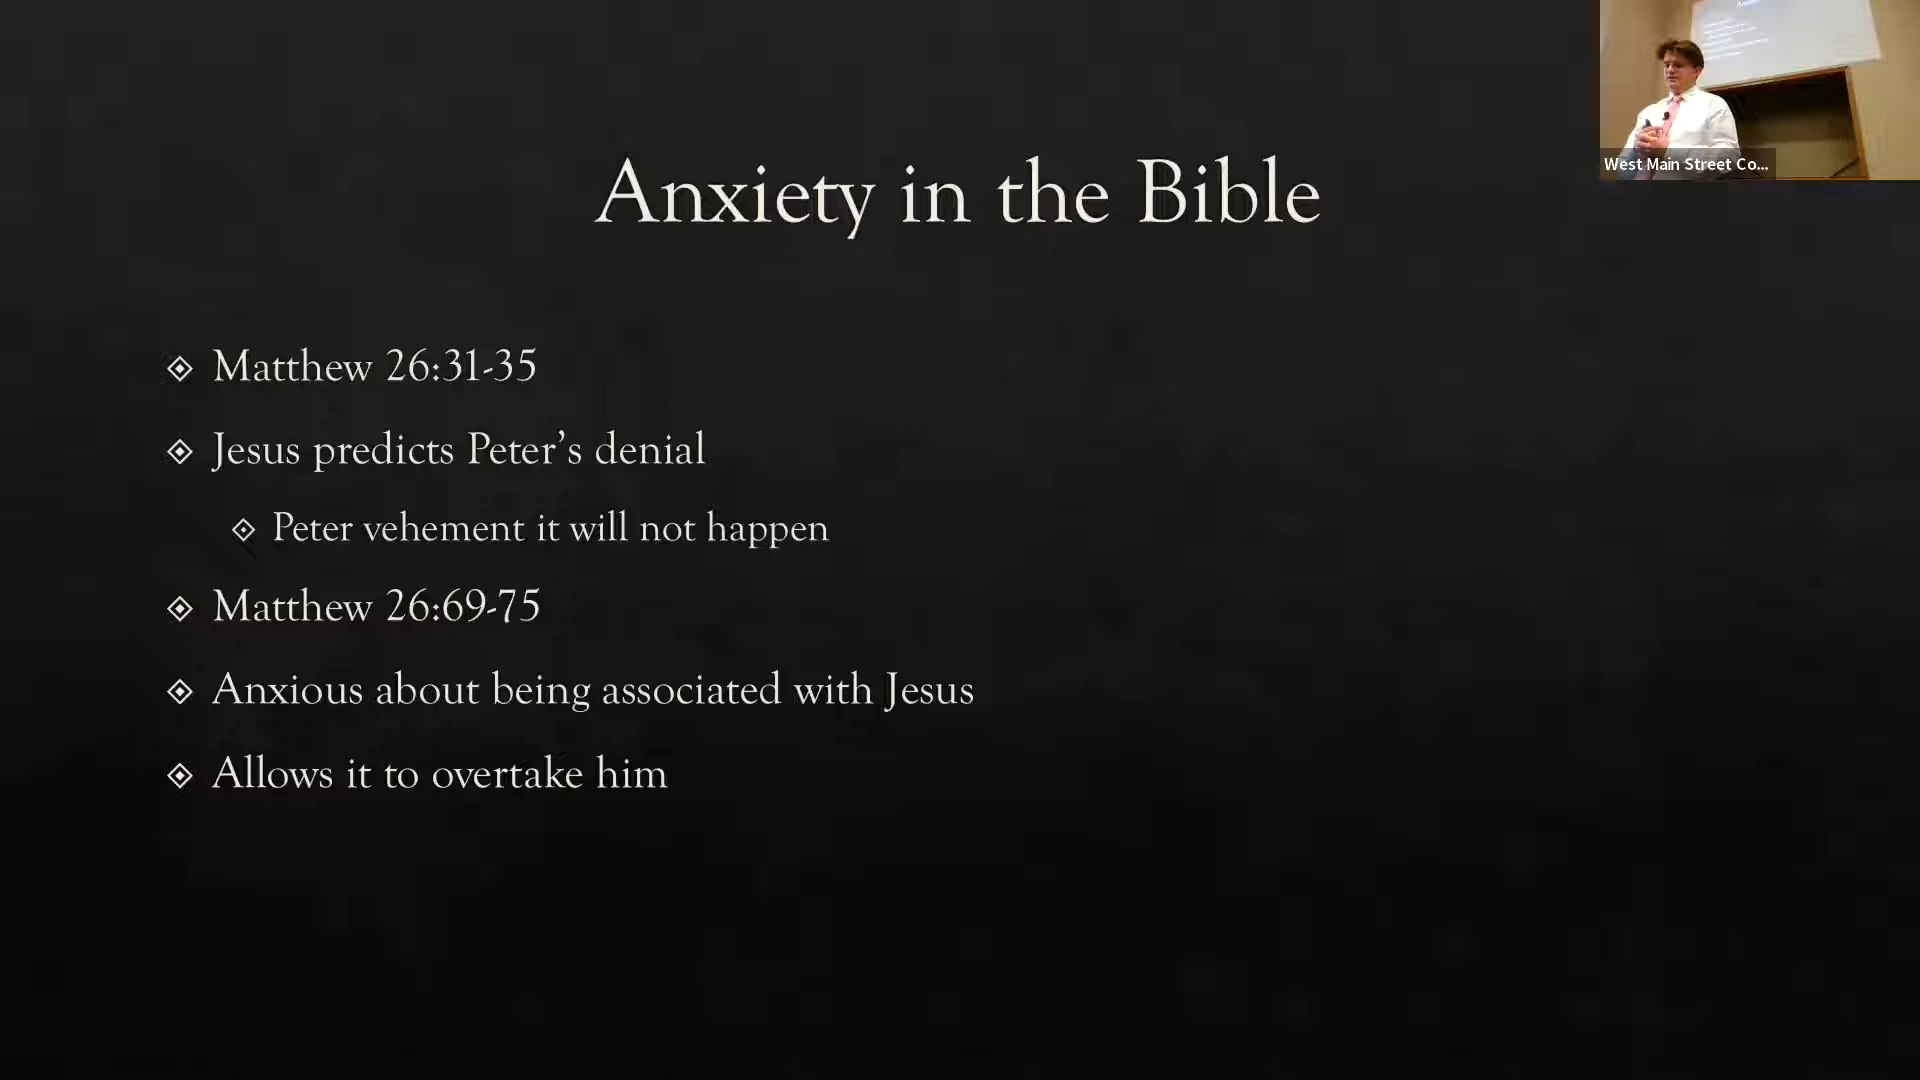 Anxiety in the Bible
Matthew 26:31-35
Jesus predicts Peter’s denial
Peter vehement it will not happen
Matthew 26:69-75
Anxious about being associated with Jesus
Allows it to overtake him
West Main Street Co...